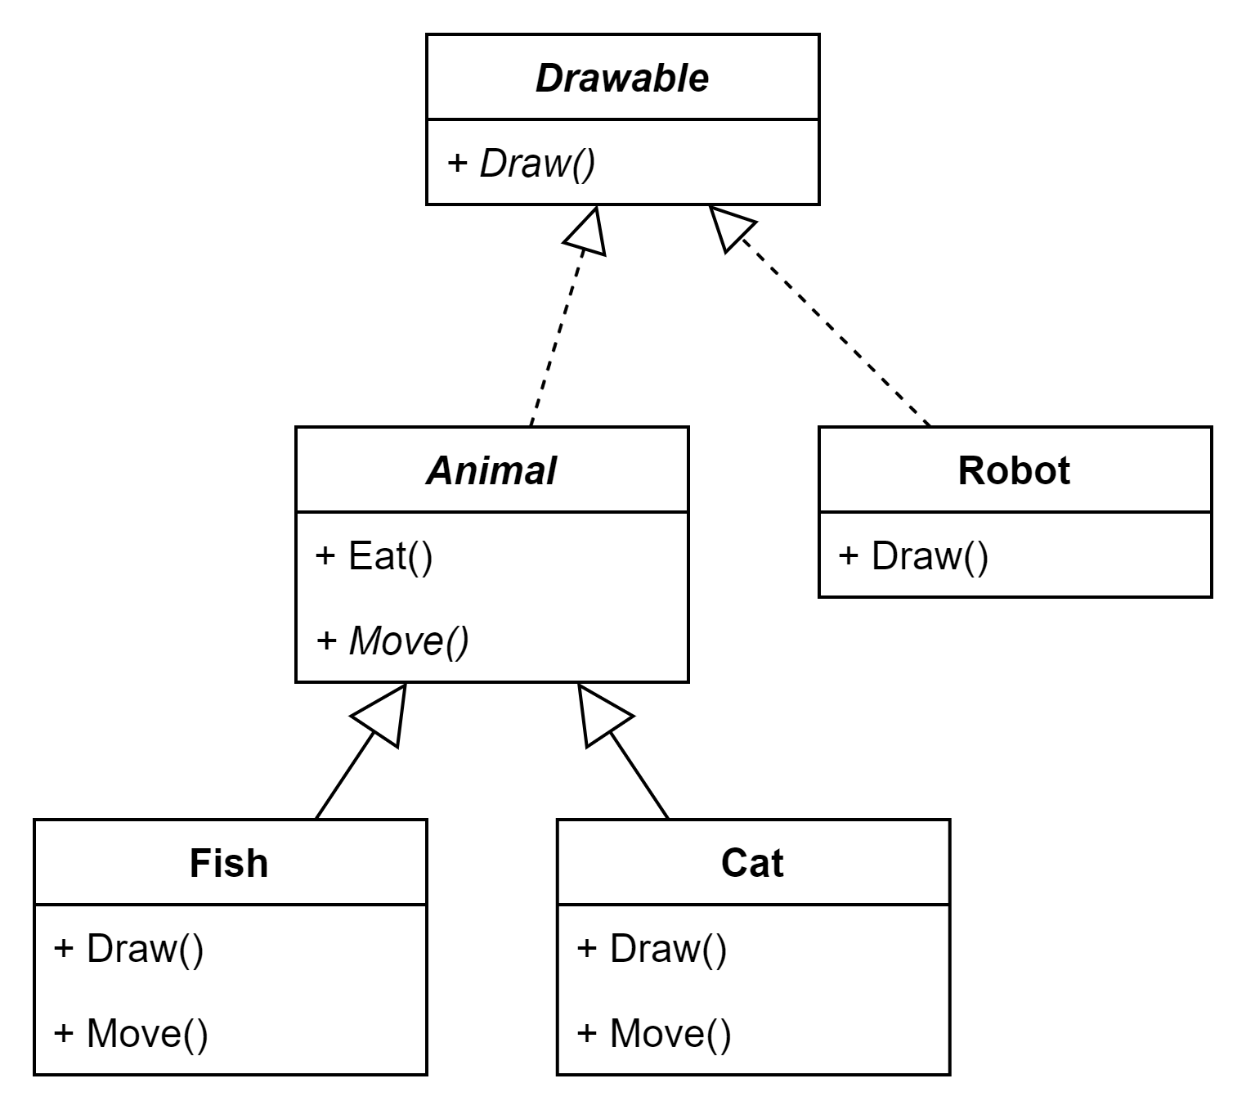 Drawable
+ Draw()
Animal
+ Eat()
+ Move()
Robot
+ Draw()
Fish
+ Draw()
+ Move()
Cat
+ Draw()
+ Move()